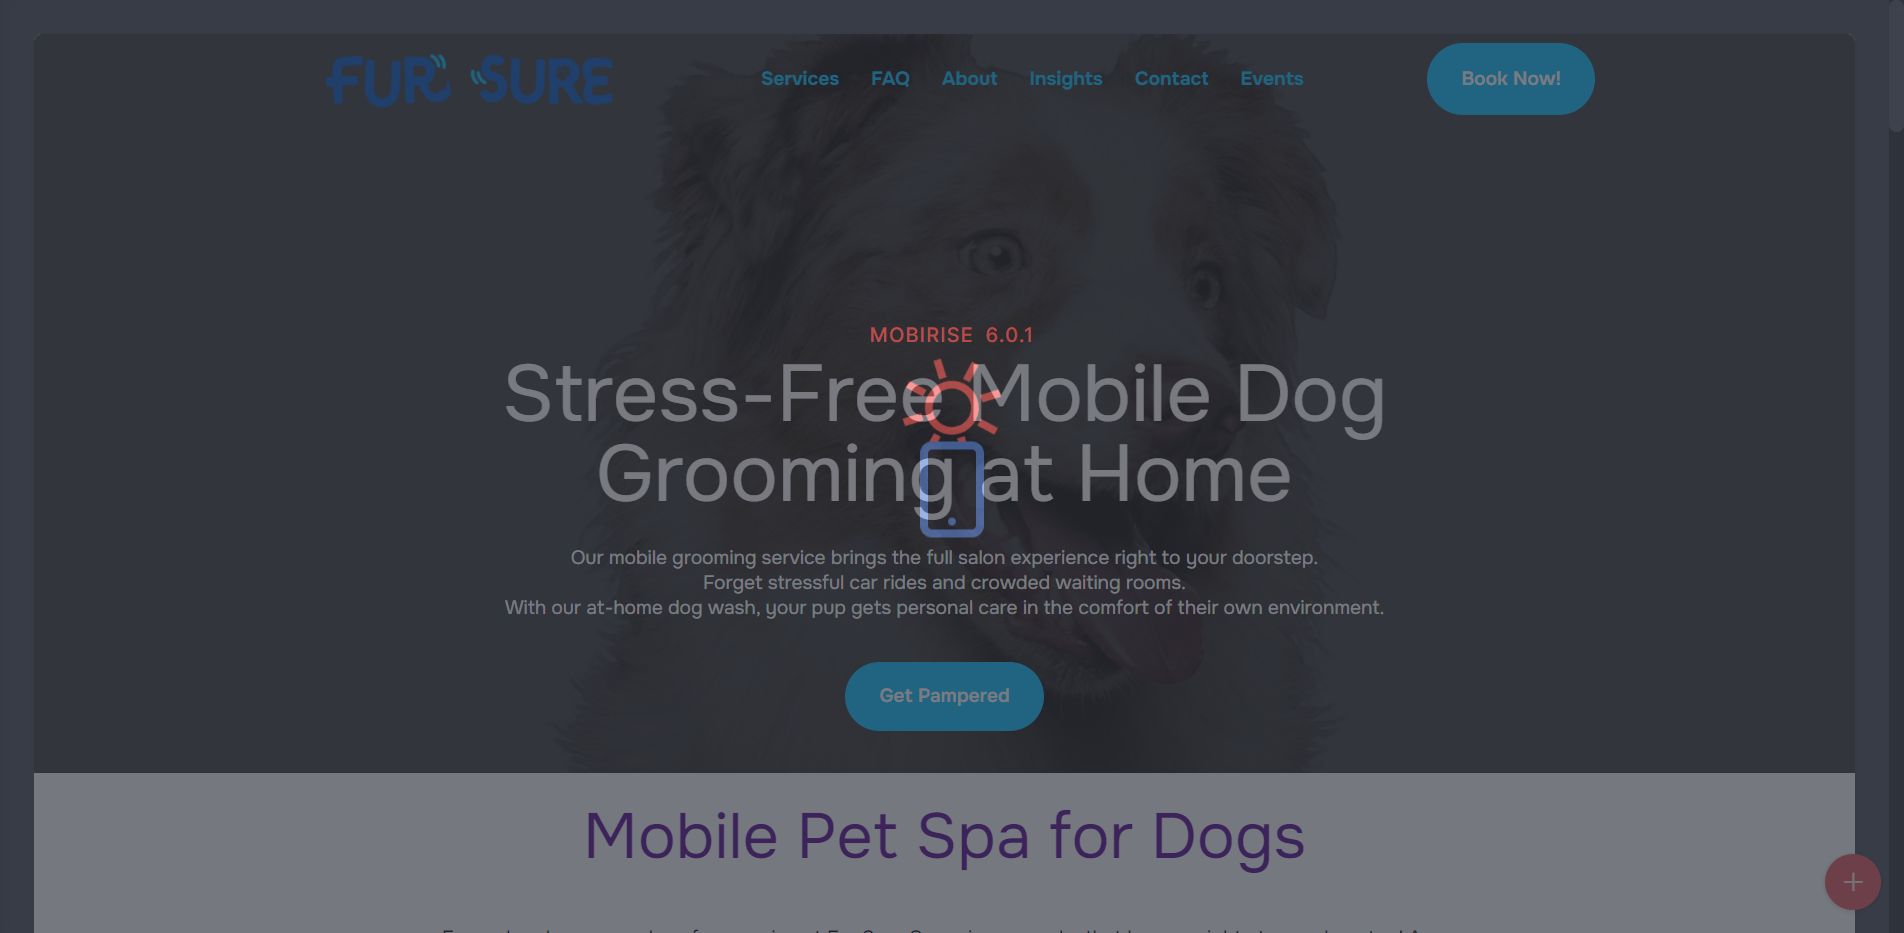 FUR SURE
Services FAQ About Insights Contact Events
Book Now!
MOBIRISE 6.0.1
Stress-Free Mobile Dog
Grooming at Home
Our mobile grooming service brings the full salon experience right to your doorstep.
Forget stressful car rides and crowded waiting rooms.
With our at-home dog wash, your pup gets personal care in the comfort of their own environment.
Get Pampered
Mobile Pet Spa for Dogs